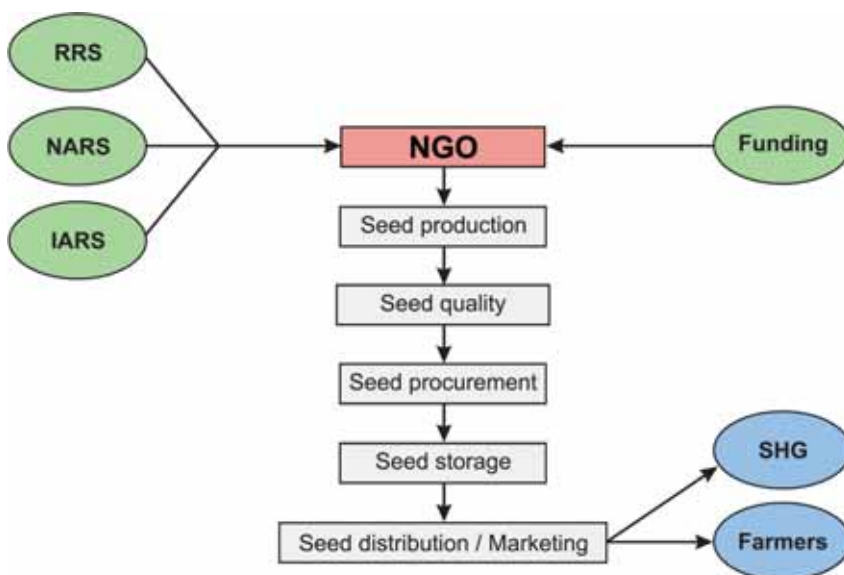 RRS
NARS
IARS
NGO
Funding
Seed production
Seed quality
Seed procurement
Seed storage
Seed distribution / Marketing
SHG
Farmers